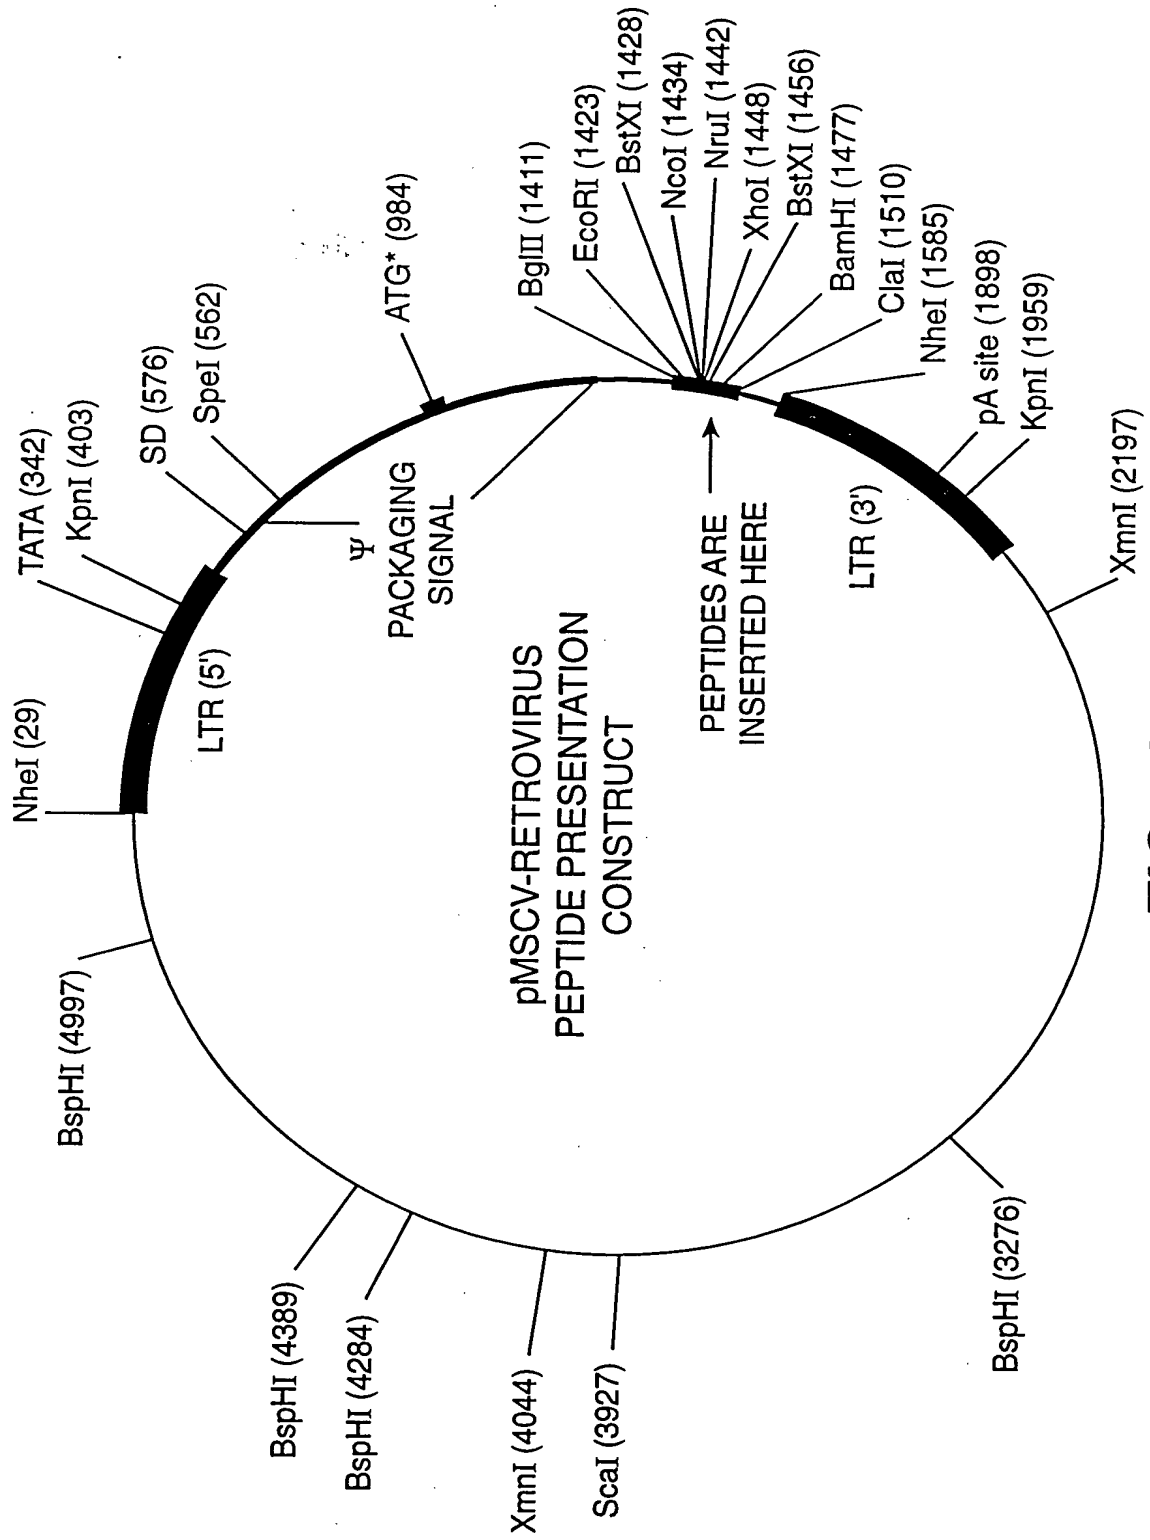 NheI (29)
TATA (342)
KpnI (403)
SD (576)
SpeI (562)
ATG* (984)
BglII (1411)
EcoRI (1423)
BstXI (1428)
NcoI (1434)
NruI (1442)
XhoI (1448)
BstXI (1456)
BamHI (1477)
ClaI (1510)
NheI (1585)
pA site (1898)
KpnI (1959)
XmnI (2197)
BspHI (3276)
ScaI (3927)
XmnI (4044)
BspHI (4284)
BspHI (4389)
BspHI (4997)
LTR (5')
Ψ
PACKAGING
SIGNAL
PEPTIDES ARE
INSERTED HERE
LTR (3')
pMSCV-RETROVIRUS
PEPTIDE PRESENTATION
CONSTRUCT